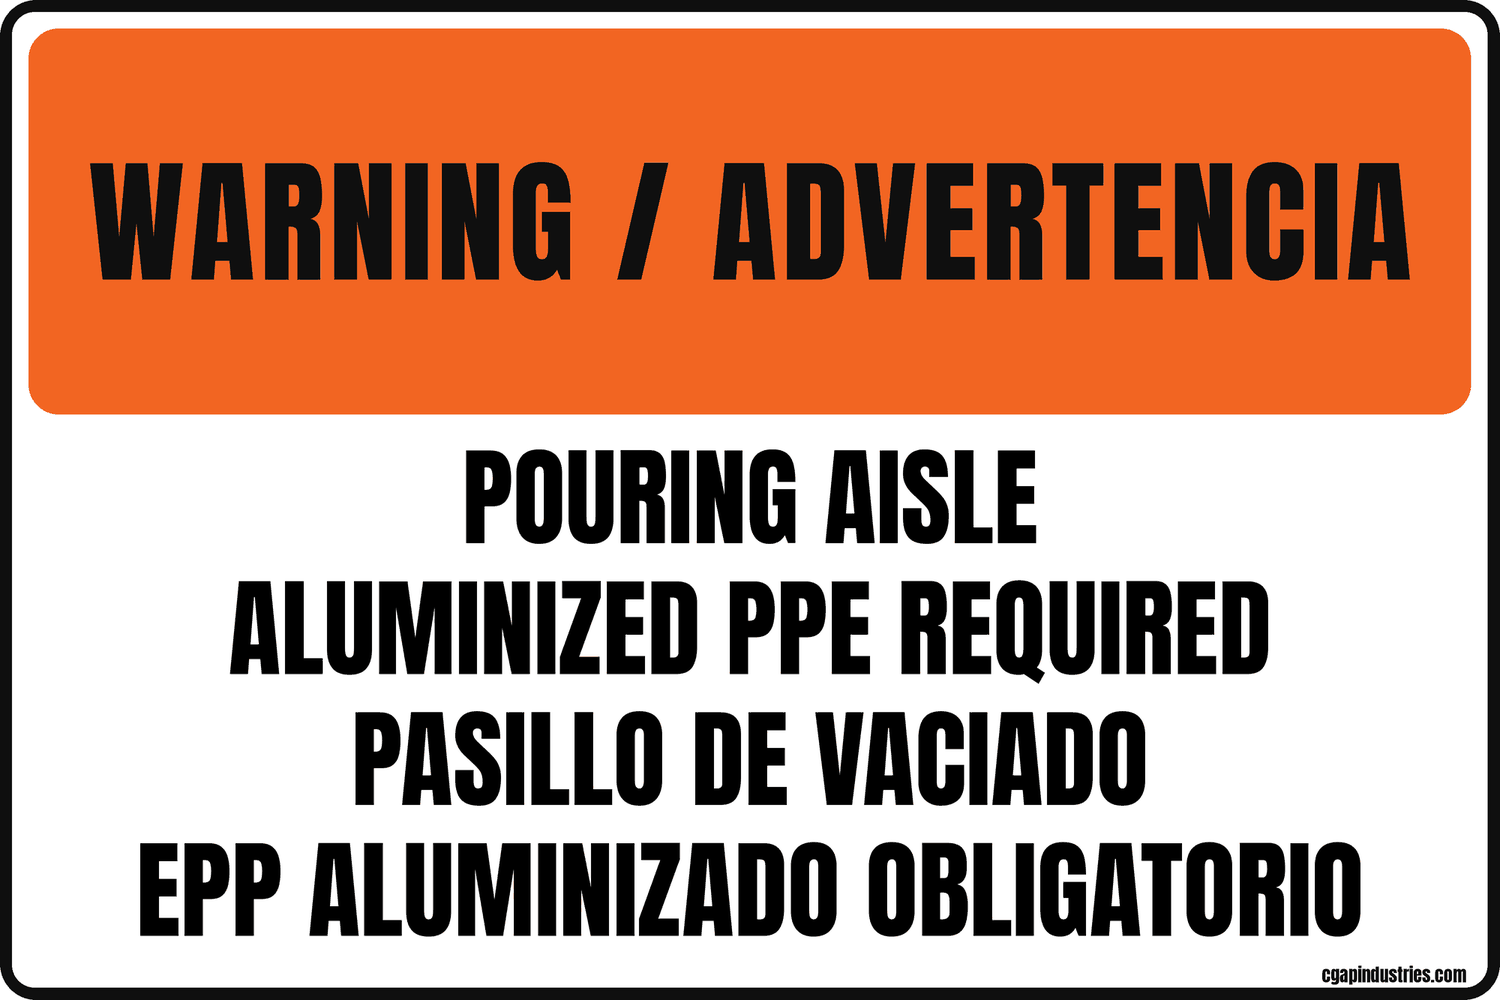 WARNING / ADVERTENCIA
POURING AISLE
ALUMINIZED PPE REQUIRED
PASILLO DE VACIADO
EPP ALUMINIZADO OBLIGATORIO
cgapindustries.com